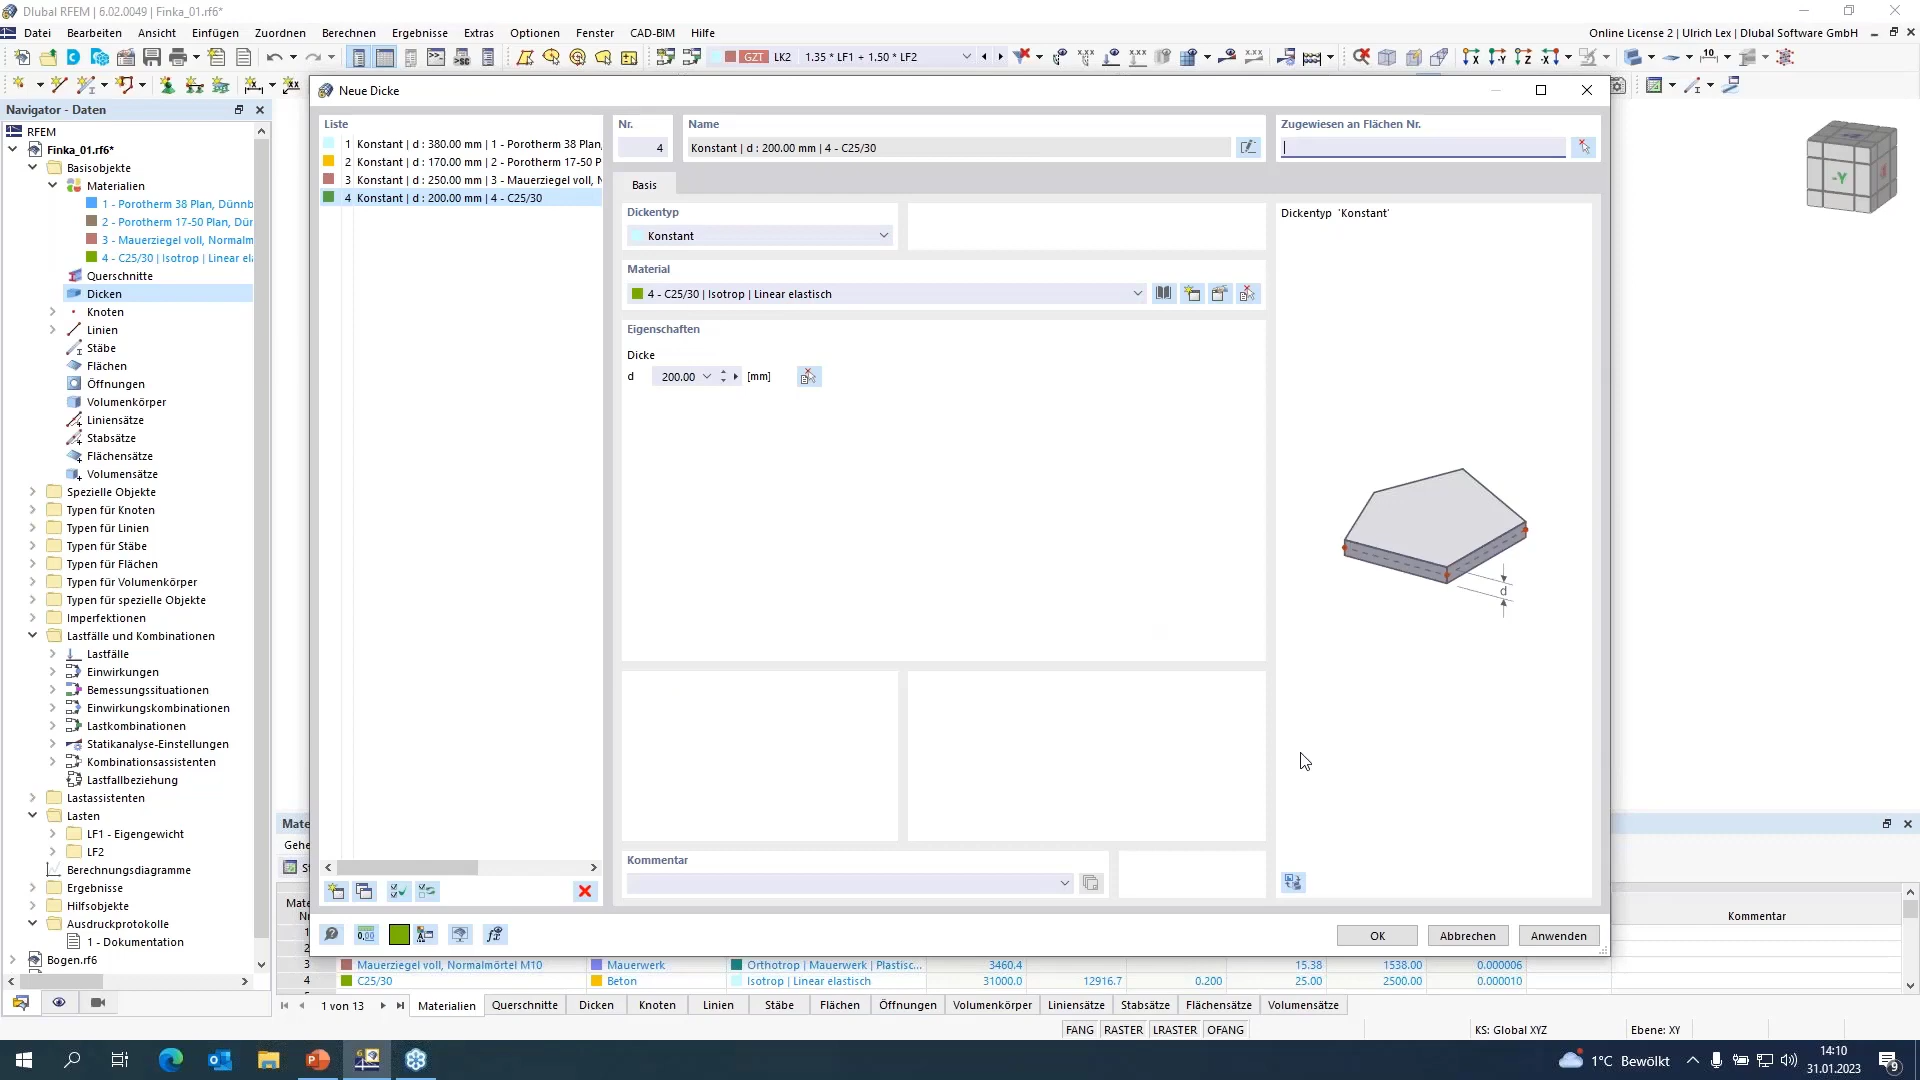 Dlubal RFEM | 6.02.0049 | Finka_01.rf6*
Datei Bearbeiten Ansicht Einfügen Zuordnen Berechnen Ergebnisse Extras Optionen Fenster CAD-BIM Hilfe
Online License 2 | Ulrich Lex | Dlubal Software GmbH
GZT LK2 1.35 * LF1 + 1.50 * LF2
Navigator - Daten
RFEM
Finka_01.rf6*
Basisobjekte
Materialien
1 - Porotherm 38 Plan, Dünnb
2 - Porotherm 17-50 Plan, Dür
3 - Mauerziegel voll, Normalm
4 - C25/30 | Isotrop | Linear el
Querschnitte
Dicken
Knoten
Linien
Stäbe
Flächen
Öffnungen
Volumenkörper
Liniensätze
Stabsätze
Flächensätze
Volumensätze
Spezielle Objekte
Typen für Knoten
Typen für Linien
Typen für Stäbe
Typen für Flächen
Typen für Volumenkörper
Typen für spezielle Objekte
Imperfektionen
Lastfälle und Kombinationen
Lastfälle
Einwirkungen
Bemessungssituationen
Einwirkungskombinationen
Lastkombinationen
Statikanalyse-Einstellungen
Kombinationsassistenten
Lastfallbeziehung
Lastassistenten
Lasten
LF1 - Eigengewicht
LF2
Berechnungsdiagramme
Ergebnisse
Hilfsobjekte
Ausdruckprotokolle
1 - Dokumentation
Bogen.rf6
Neue Dicke
Liste
1 Konstant | d : 380.00 mm | 1 - Porotherm 38 Plan,
2 Konstant | d : 170.00 mm | 2 - Porotherm 17-50 P
3 Konstant | d : 250.00 mm | 3 - Mauerziegel voll, N
4 Konstant | d : 200.00 mm | 4 - C25/30
Nr.
4
Name
Konstant | d : 200.00 mm | 4 - C25/30
Zugewiesen an Flächen Nr.
Basis
Dickentyp
Konstant
Material
4 - C25/30 | Isotrop | Linear elastisch
Eigenschaften
Dicke
d 200.00 [mm]
Dickentyp 'Konstant'
d
Kommentar
OK Abbrechen Anwenden
-Y
Mate
Gehe
Mate
N
Kommentar
3 Mauerziegel voll, Normalmörtel M10 Mauerwerk Orthotrop | Mauerwerk | Plastisc... 3460.4 15.38 1538.00 0.000006
4 C25/30 Beton Isotrop | Linear elastisch 31000.0 12916.7 0.200 25.00 2500.00 0.000010
1 von 13 Materialien Querschnitte Dicken Knoten Linien Stäbe Flächen Öffnungen Volumenkörper Liniensätze Stabsätze Flächensätze Volumensätze
FANG RASTER LRASTER OFANG KS: Global XYZ Ebene: XY
1°C Bewölkt
14:10
31.01.2023
9